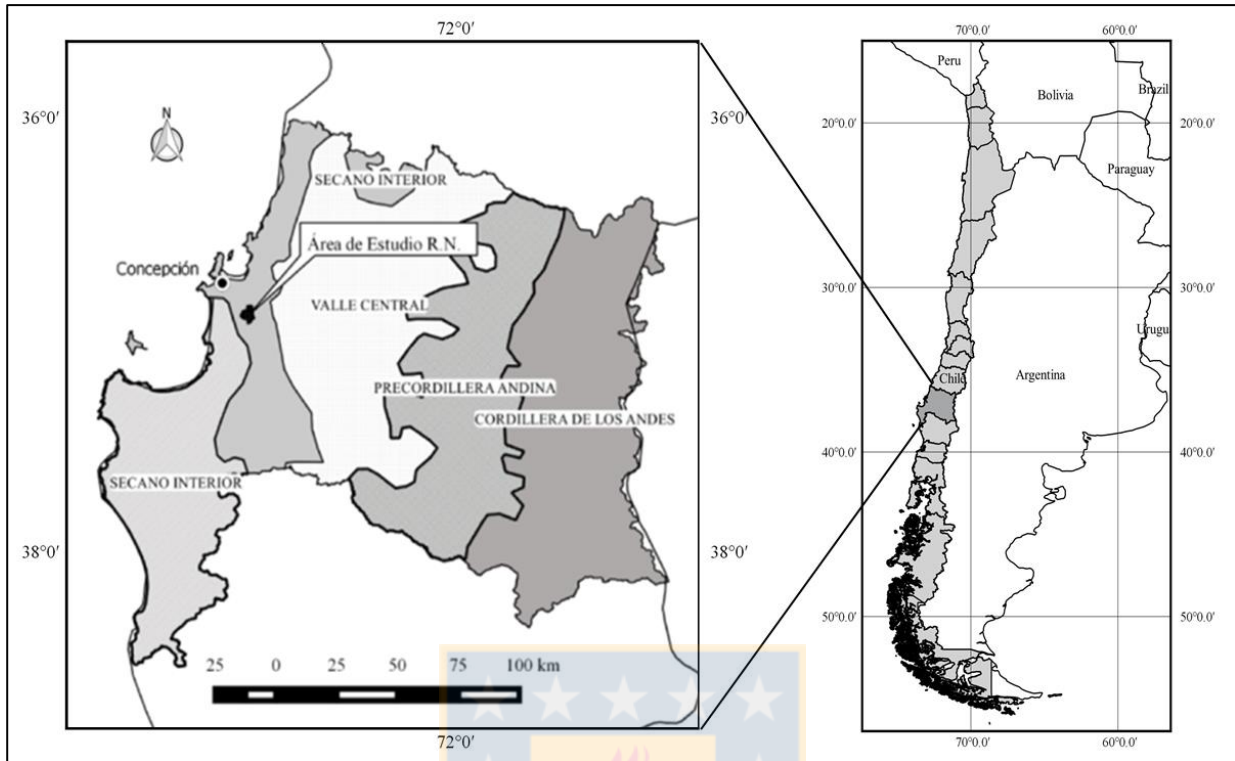 72°0′
36°0′
36°0′
N
SECANO INTERIOR
Área de Estudio R.N.
Concepción
VALLE CENTRAL
PRECORDILLERA ANDINA
CORDILLERA DE LOS ANDES
SECANO INTERIOR
38°0′
38°0′
25 0 25 50 75 100 km
72°0′
70°0.0′ 60°0.0′
Peru
Bolivia
Brazil
20°0.0′
20°0.0′
Paraguay
30°0.0′
30°0.0′
Urugu
Chile
Argentina
40°0.0′
40°0.0′
50°0.0′
50°0.0′
70°0.0′ 60°0.0′